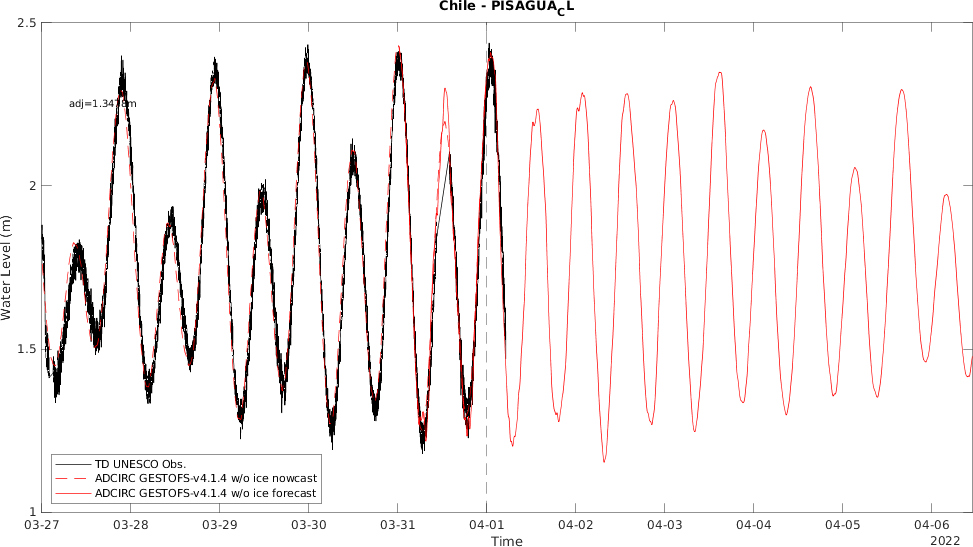 Chile - PISAGUA_CL
2.5
adj=1.3478m
2
Water Level (m)
1.5
TD UNESCO Obs.
ADCIRC GESTOFS-v4.1.4 w/o ice nowcast
ADCIRC GESTOFS-v4.1.4 w/o ice forecast
1
03-27 03-28 03-29 03-30 03-31 04-01 04-02 04-03 04-04 04-05 04-06
Time 2022